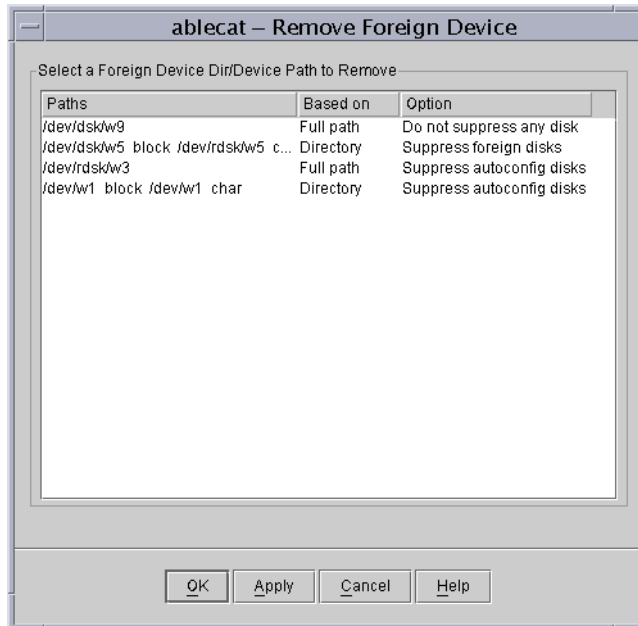 ablecat – Remove Foreign Device
Select a Foreign Device Dir/Device Path to Remove
Paths Based on Option
/dev/dsk/w9 Full path Do not suppress any disk
/dev/dsk/w5 block /dev/rdsk/w5 c... Directory Suppress foreign disks
/dev/rdsk/w3 Full path Suppress autoconfig disks
/dev/w1 block /dev/w1 char Directory Suppress autoconfig disks
OK Apply Cancel Help